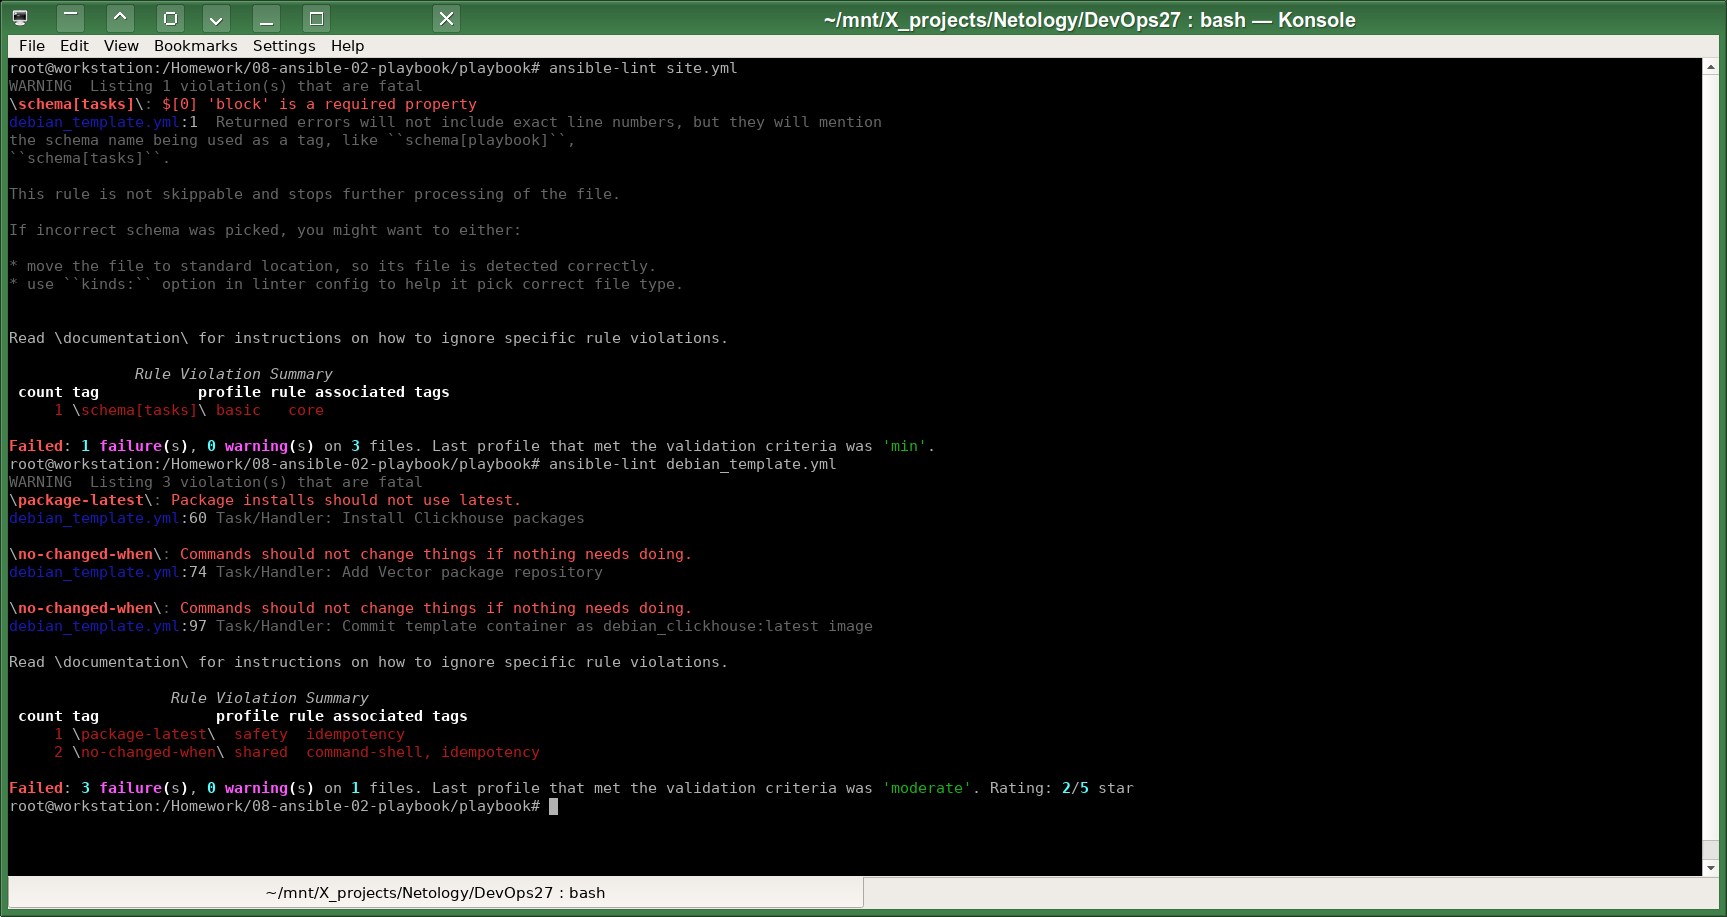 ~/mnt/X_projects/Netology/DevOps27 : bash — Konsole
File Edit View Bookmarks Settings Help
root@workstation:/Homework/08-ansible-02-playbook/playbook# ansible-lint site.yml
WARNING  Listing 1 violation(s) that are fatal
\schema[tasks]\: $[0] 'block' is a required property
debian_template.yml:1  Returned errors will not include exact line numbers, but they will mention
the schema name being used as a tag, like ``schema[playbook]``,
``schema[tasks]``.
This rule is not skippable and stops further processing of the file.
If incorrect schema was picked, you might want to either:
* move the file to standard location, so its file is detected correctly.
* use ``kinds:`` option in linter config to help it pick correct file type.
Read \documentation\ for instructions on how to ignore specific rule violations.
Rule Violation Summary
count tag           profile rule associated tags
1 \schema[tasks]\ basic   core
Failed: 1 failure(s), 0 warning(s) on 3 files. Last profile that met the validation criteria was 'min'.
root@workstation:/Homework/08-ansible-02-playbook/playbook# ansible-lint debian_template.yml
WARNING  Listing 3 violation(s) that are fatal
\package-latest\: Package installs should not use latest.
debian_template.yml:60 Task/Handler: Install Clickhouse packages
\no-changed-when\: Commands should not change things if nothing needs doing.
debian_template.yml:74 Task/Handler: Add Vector package repository
\no-changed-when\: Commands should not change things if nothing needs doing.
debian_template.yml:97 Task/Handler: Commit template container as debian_clickhouse:latest image
Read \documentation\ for instructions on how to ignore specific rule violations.
Rule Violation Summary
count tag             profile rule associated tags
1 \package-latest\  safety  idempotency
2 \no-changed-when\ shared  command-shell, idempotency
Failed: 3 failure(s), 0 warning(s) on 1 files. Last profile that met the validation criteria was 'moderate'. Rating: 2/5 star
root@workstation:/Homework/08-ansible-02-playbook/playbook#
~/mnt/X_projects/Netology/DevOps27 : bash